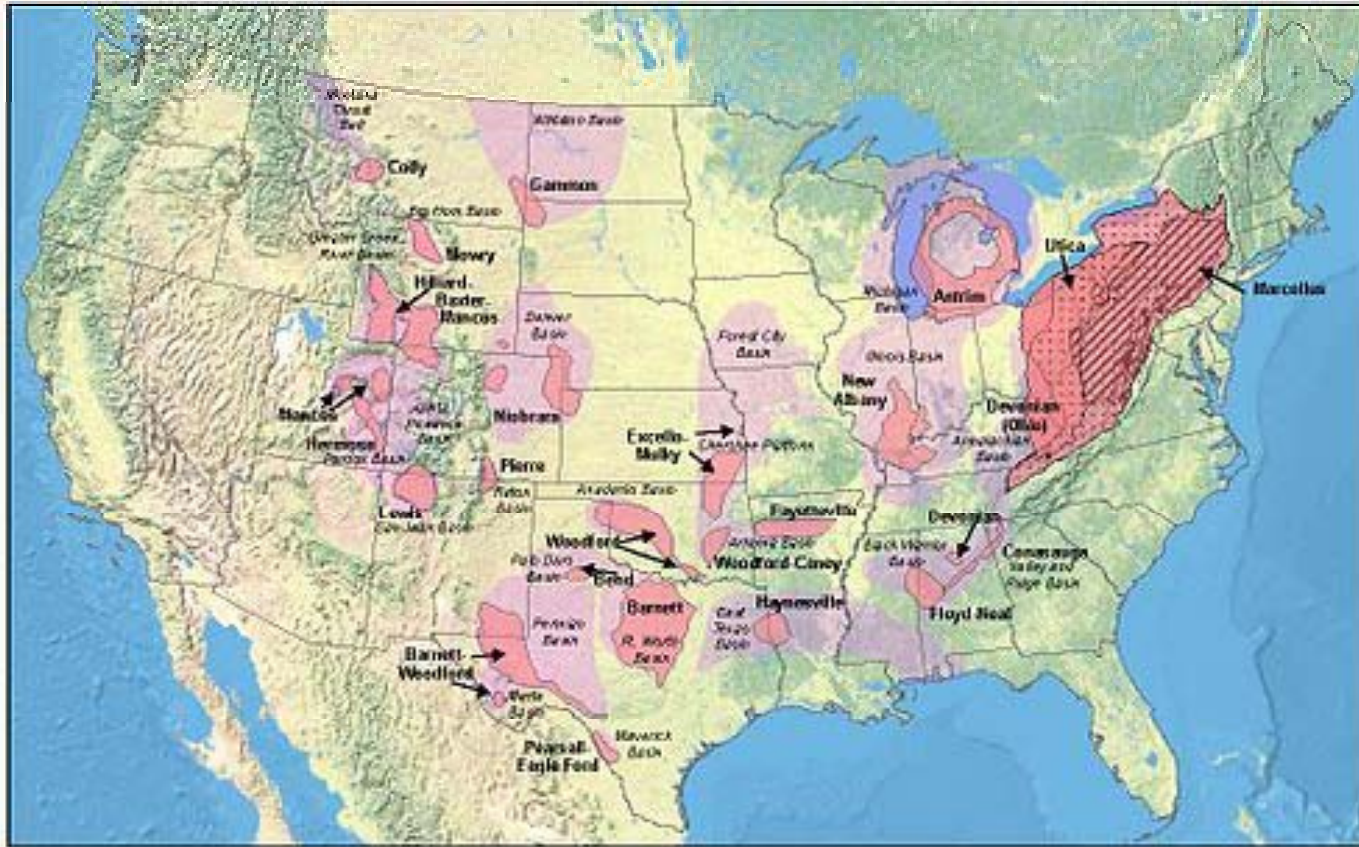 Montana
Thrust
Belt
Williston Basin
Cody
Gammon
Big Horn Basin
Mowry
Greater Green
River Basin
Hilliard-
Baxter-
Mancos
Denver
Basin
Utica
Marcellus
Michigan
Basin
Antrim
Forest City
Basin
Illinois Basin
New
Albany
Mancos
Piceance
Basin
Niobrara
Devonian
(Ohio)
Appalachian
Basin
Hermosa
Paradox Basin
Excello-
Mulky
Cherokee Platform
Pierre
Raton
Basin
Lewis
San Juan Basin
Anadarko Basin
Fayetteville
Devonian
Woodford
Arkoma Basin
Woodford-Caney
Black Warrior
Basin
Conasauga
Valley and
Ridge Basin
Palo Duro
Basin
Bend
Floyd Neal
Barnett
Ft. Worth
Basin
Haynesville
East
Texas
Basin
Permian
Basin
Barnett-
Woodford
Marfa
Basin
Maverick
Basin
Pearsall-
Eagle Ford